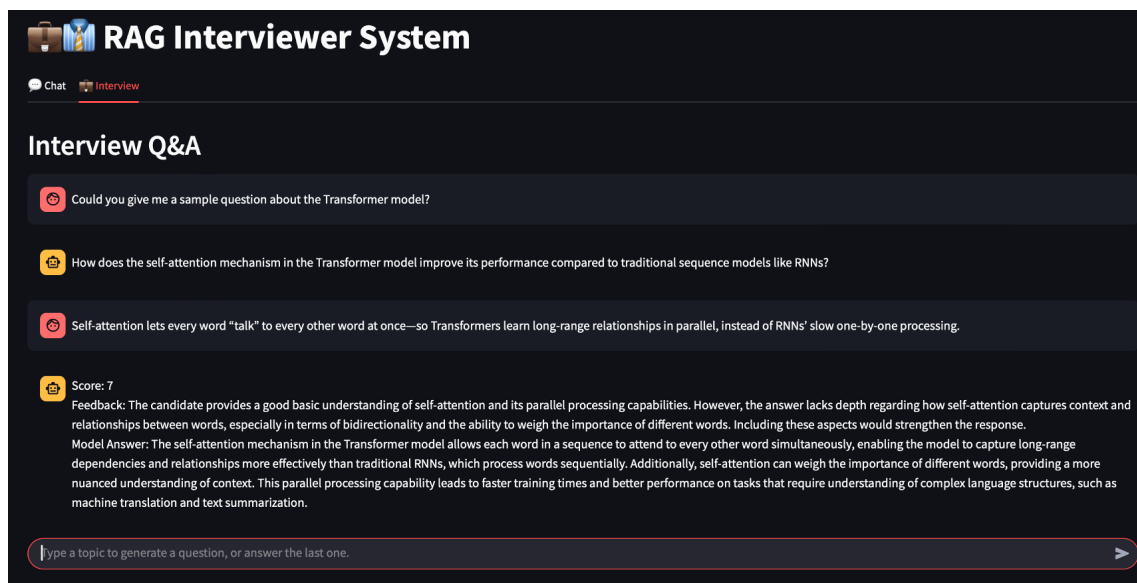 RAG Interviewer System
Chat Interview
Interview Q&A
Could you give me a sample question about the Transformer model?
How does the self-attention mechanism in the Transformer model improve its performance compared to traditional sequence models like RNNs?
Self-attention lets every word “talk” to every other word at once—so Transformers learn long-range relationships in parallel, instead of RNNs’ slow one-by-one processing.
Score: 7
Feedback: The candidate provides a good basic understanding of self-attention and its parallel processing capabilities. However, the answer lacks depth regarding how self-attention captures context and
relationships between words, especially in terms of bidirectionality and the ability to weigh the importance of different words. Including these aspects would strengthen the response.
Model Answer: The self-attention mechanism in the Transformer model allows each word in a sequence to attend to every other word simultaneously, enabling the model to capture long-range
dependencies and relationships more effectively than traditional RNNs, which process words sequentially. Additionally, self-attention can weigh the importance of different words, providing a more
nuanced understanding of context. This parallel processing capability leads to faster training times and better performance on tasks that require understanding of complex language structures, such as
machine translation and text summarization.
Type a topic to generate a question, or answer the last one.